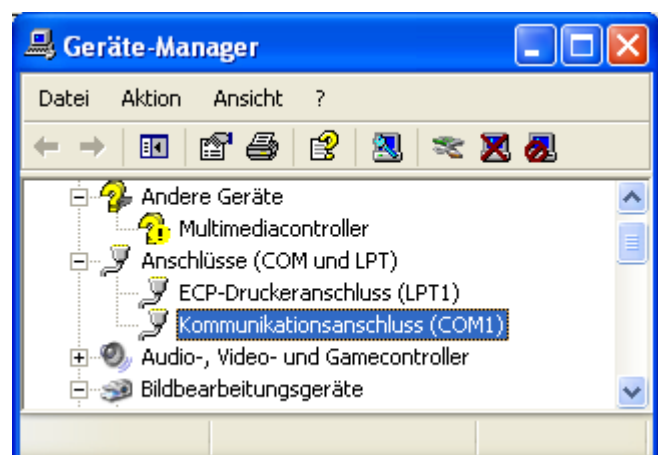 Geräte-Manager
Datei Aktion Ansicht ?
Andere Geräte
Multimediacontroller
Anschlüsse (COM und LPT)
ECP-Druckeranschluss (LPT1)
Kommunikationsanschluss (COM1)
Audio-, Video- und Gamecontroller
Bildbearbeitungsgeräte